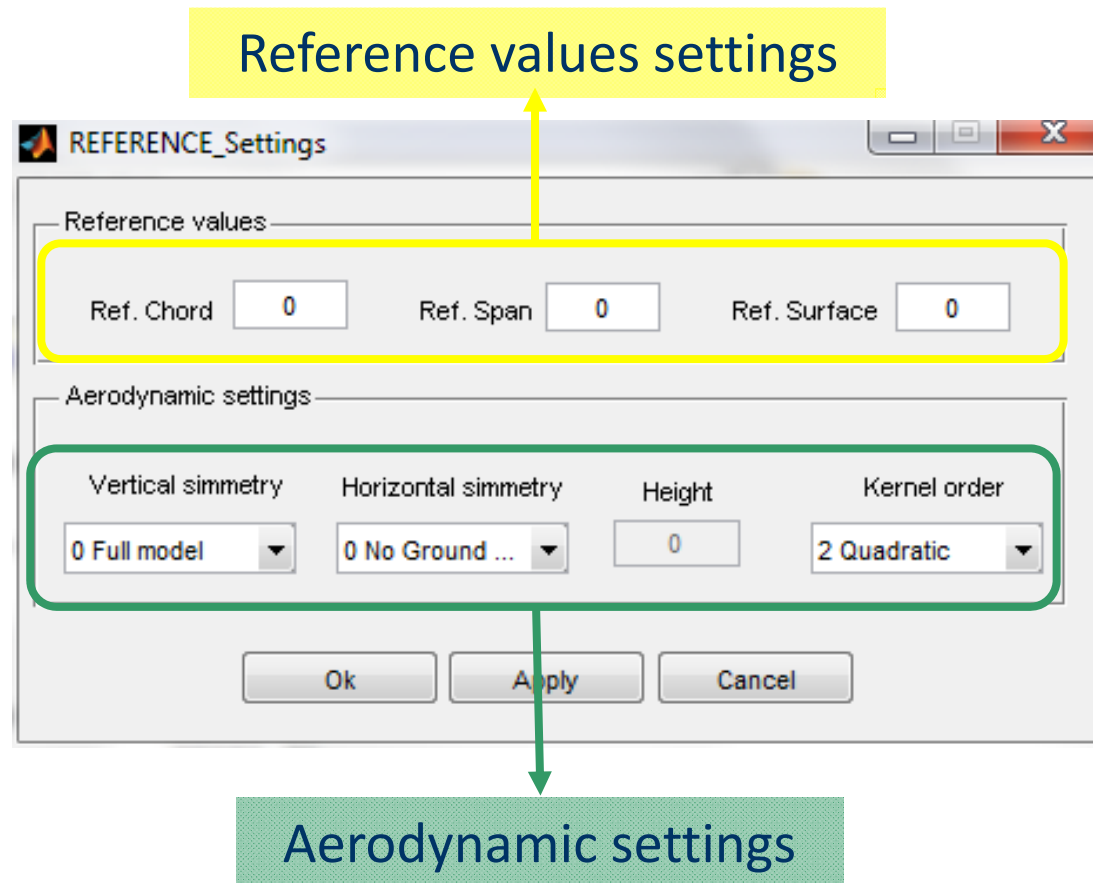 Reference values settings
REFERENCE_Settings
Reference values
Ref. Chord 0 Ref. Span 0 Ref. Surface 0
Aerodynamic settings
Vertical simmetry Horizontal simmetry Height Kernel order
0 Full model 0 No Ground ... 0 2 Quadratic
Ok Apply Cancel
Aerodynamic settings